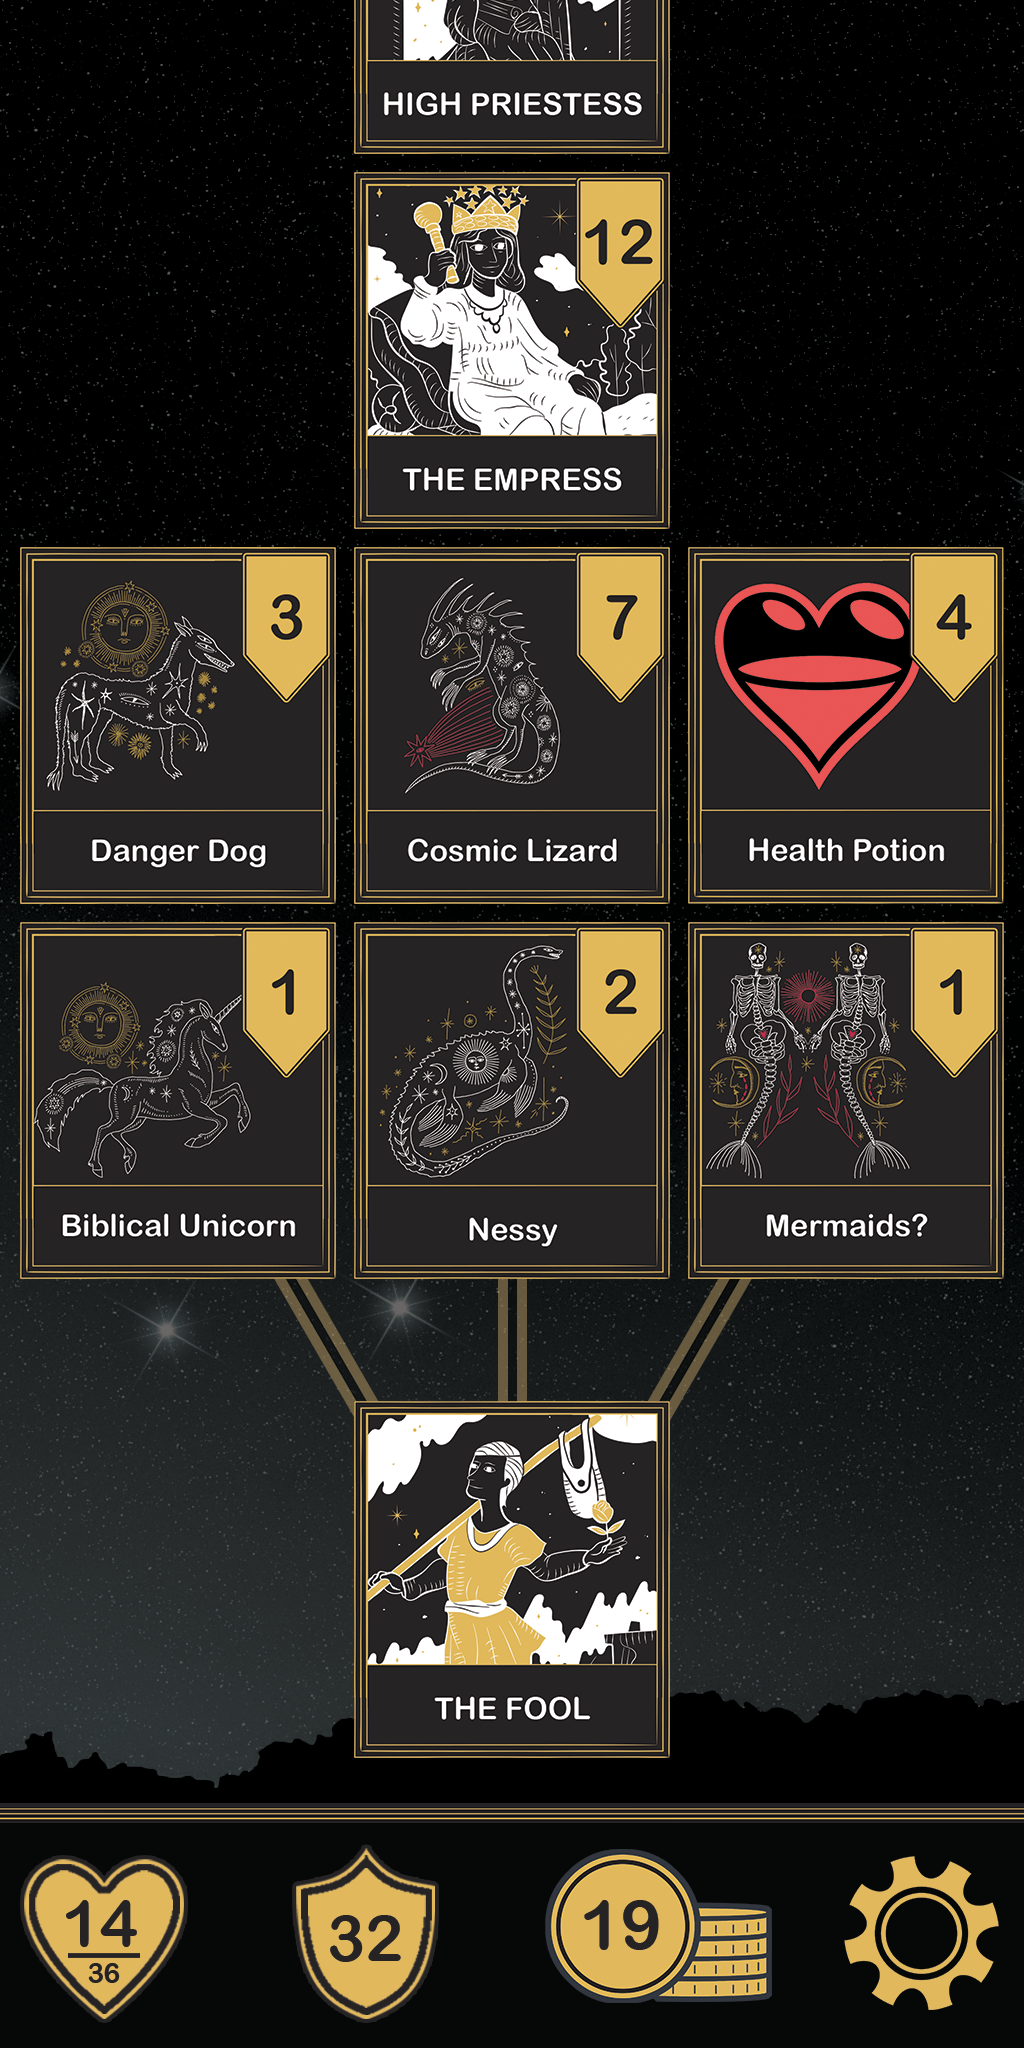 HIGH PRIESTESS
12
THE EMPRESS
3
7
4
Danger Dog
Cosmic Lizard
Health Potion
1
2
1
Biblical Unicorn
Nessy
Mermaids?
THE FOOL
14
36
32
19